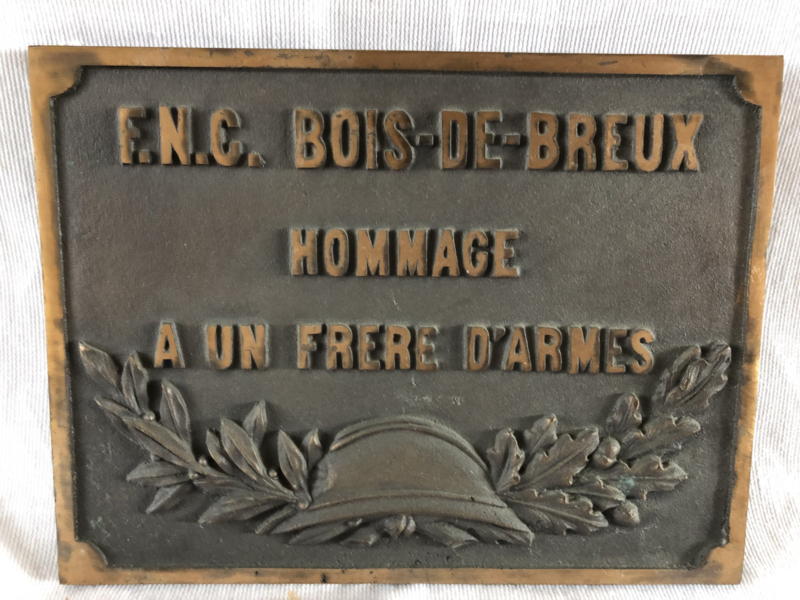 F.N.C. BOIS-DE-BREUX
HOMMAGE
A UN FRERE D'ARMES